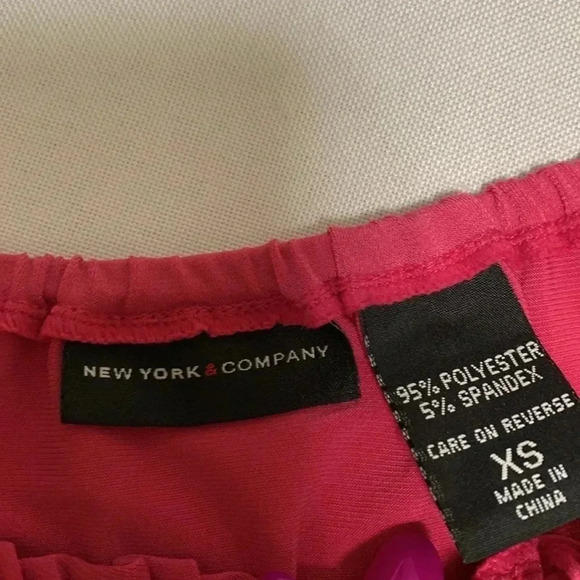 NEW YORK & COMPANY
95% POLYESTER
5% SPANDEX
CARE ON REVERSE
XS
MADE IN
CHINA